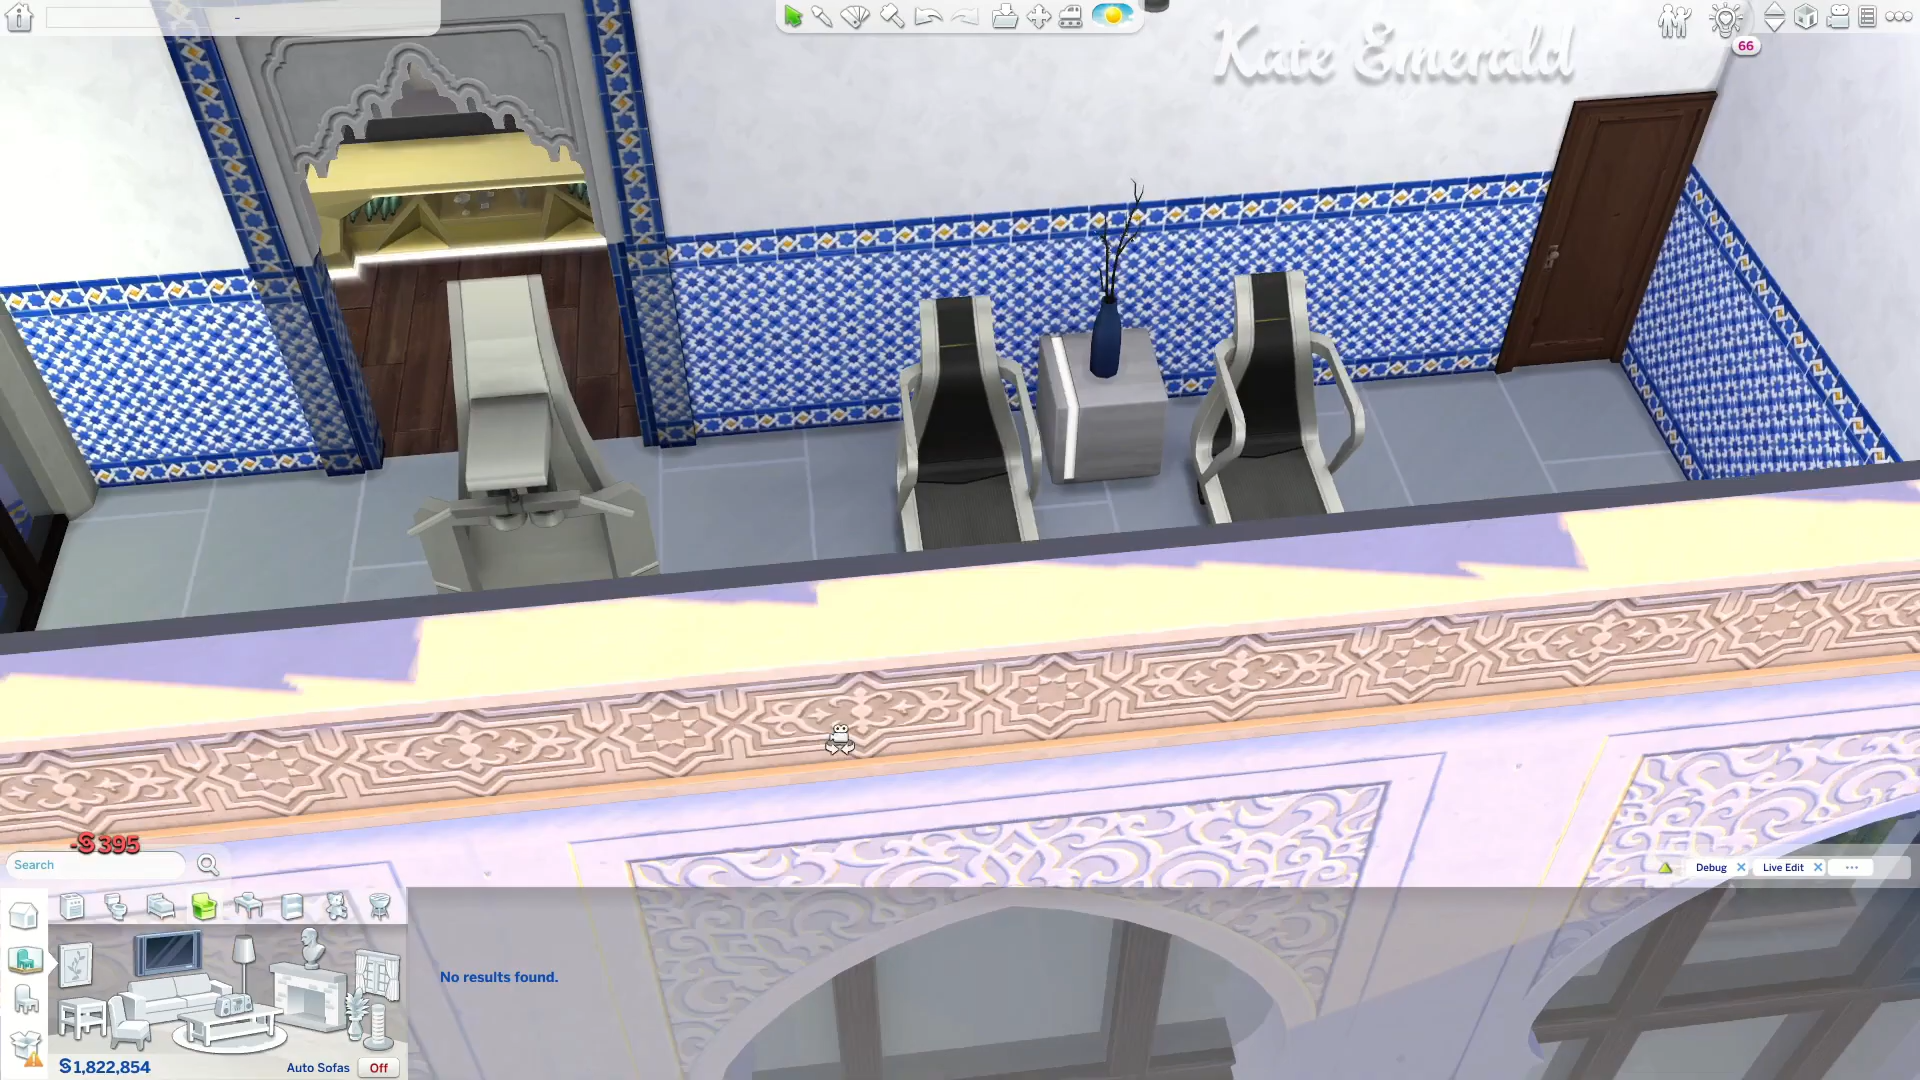 -
Kate Emerald
66
-§395
Search
Debug
Live Edit
...
No results found.
§1,822,854
Auto Sofas Off